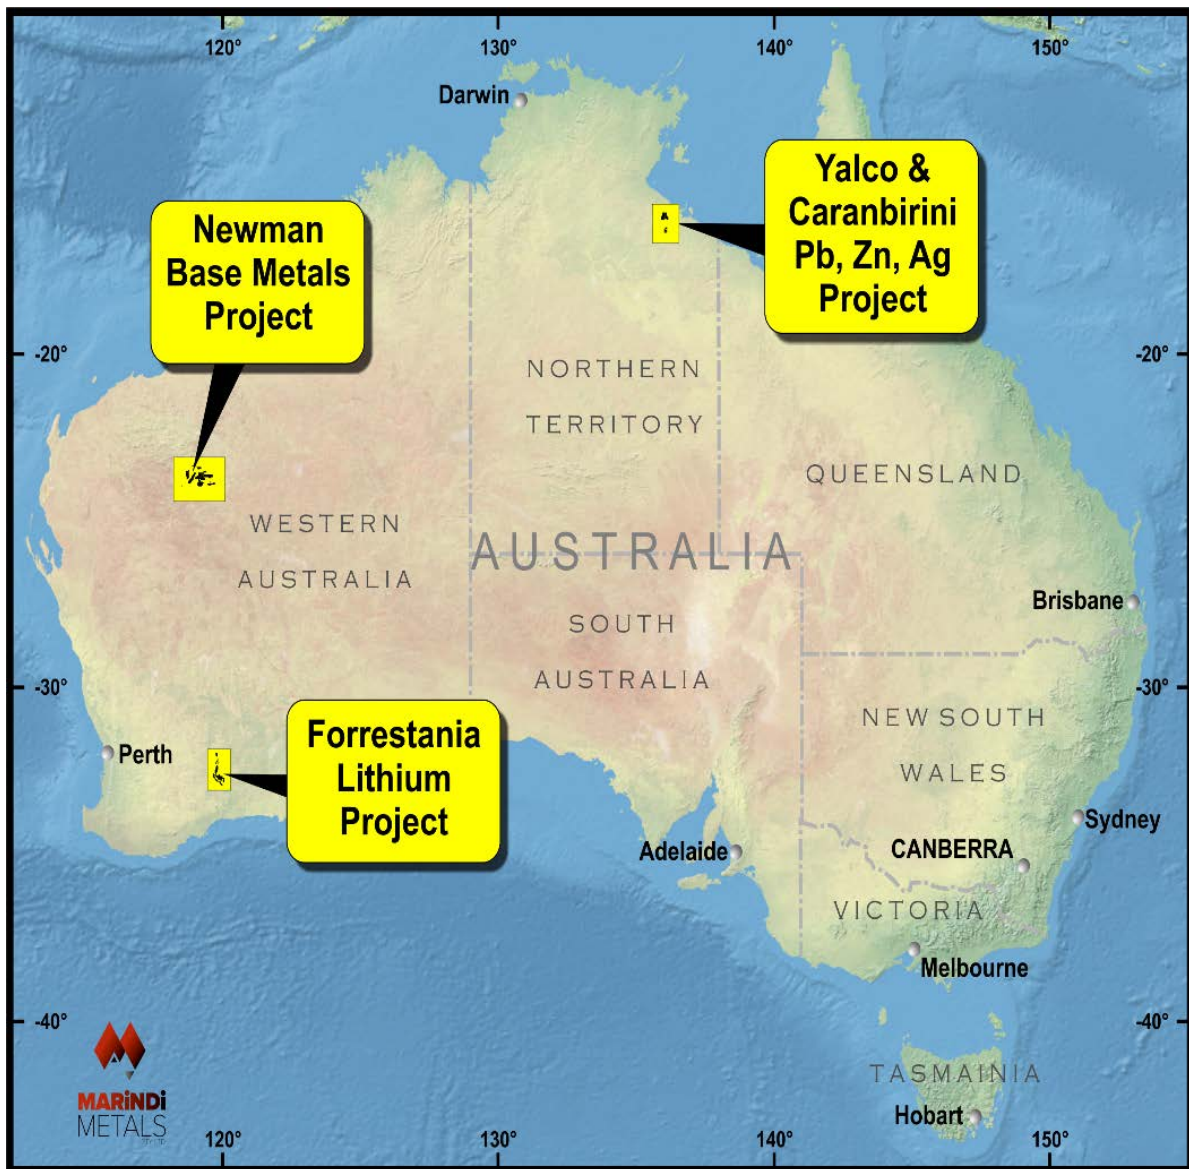 120°
130°
140°
150°
Darwin
Yalco &
Caranbirini
Pb, Zn, Ag
Project
Newman
Base Metals
Project
-20°
-20°
NORTHERN
TERRITORY
QUEENSLAND
WESTERN
AUSTRALIA
AUSTRALIA
Brisbane
SOUTH
AUSTRALIA
-30°
-30°
NEW SOUTH
WALES
Perth
Forrestania
Lithium
Project
Sydney
Adelaide
CANBERRA
VICTORIA
Melbourne
-40°
-40°
MARiNDi
METALS
TASMAINIA
Hobart
120°
130°
140°
150°